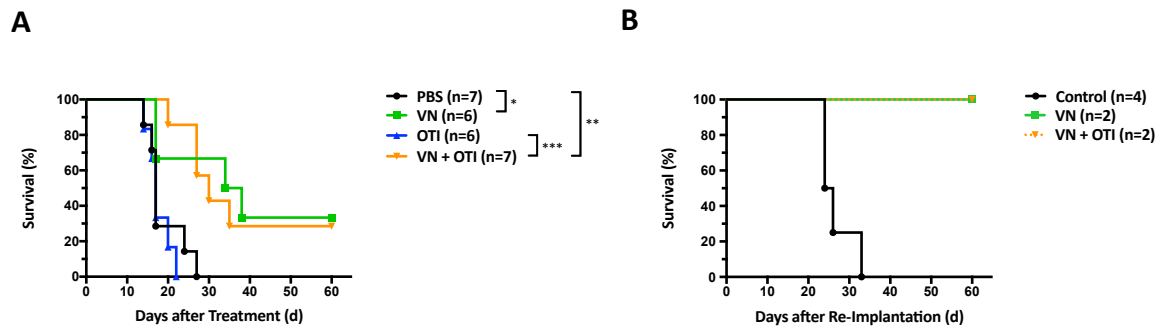 A
B
Survival (%)
100
80
60
40
20
0
0 10 20 30 40 50 60
Days after Treatment (d)
PBS (n=7)
VN (n=6)
OTI (n=6)
VN + OTI (n=7)
*
***
**
Survival (%)
100
80
60
40
20
0
0 10 20 30 40 50 60
Days after Re-Implantation (d)
Control (n=4)
VN (n=2)
VN + OTI (n=2)